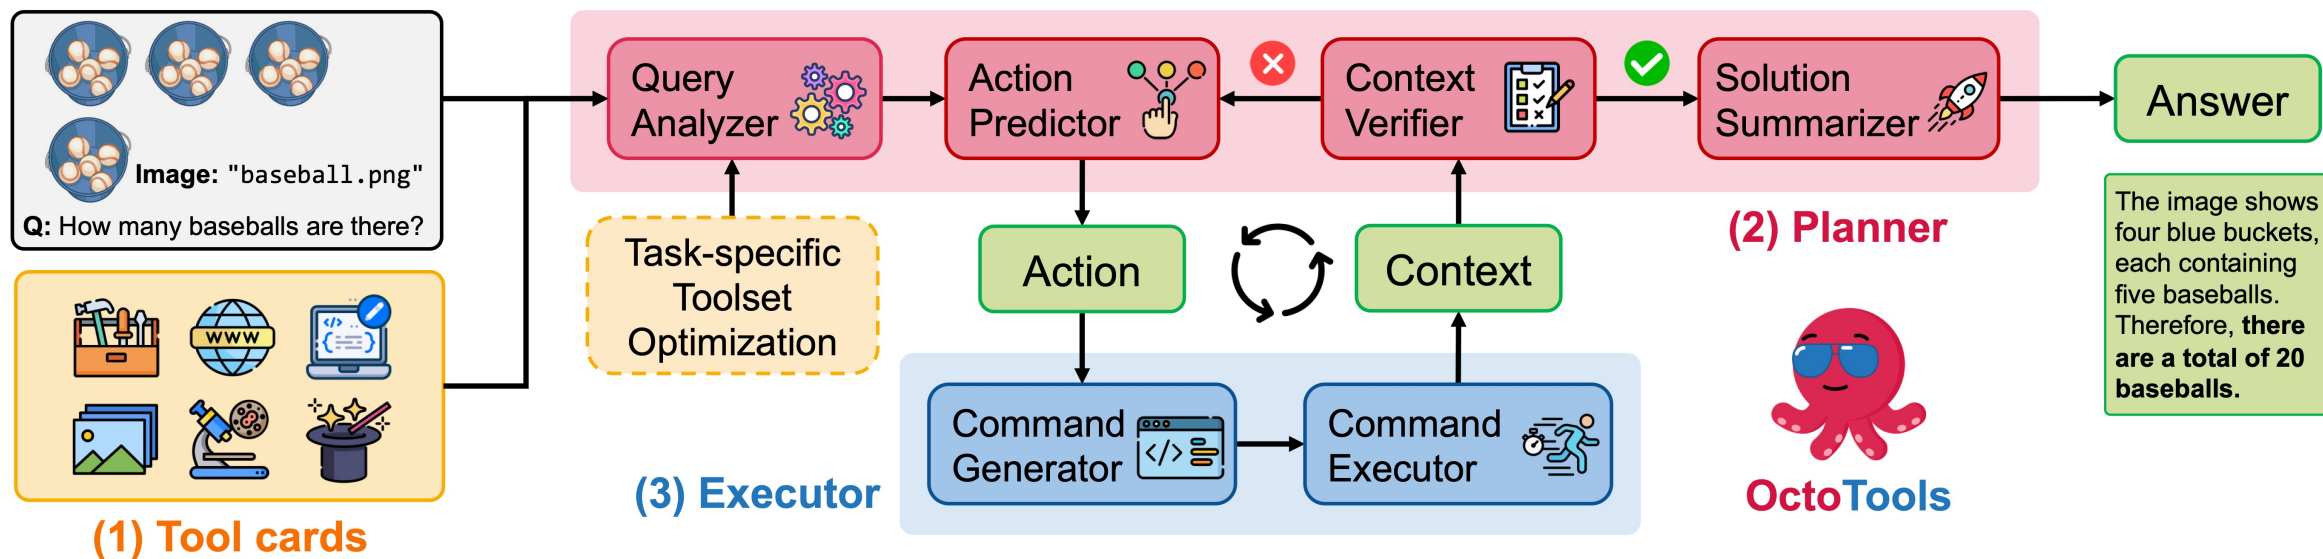 Image: "baseball.png"
Q: How many baseballs are there?
WWW
</>
{=}
(1) Tool cards
Query
Analyzer
Action
Predictor
Context
Verifier
Solution
Summarizer
Answer
(2) Planner
Task-specific
Toolset
Optimization
Action
Context
Command
Generator
</>
Command
Executor
(3) Executor
OctoTools
The image shows
four blue buckets,
each containing
five baseballs.
Therefore, there
are a total of 20
baseballs.